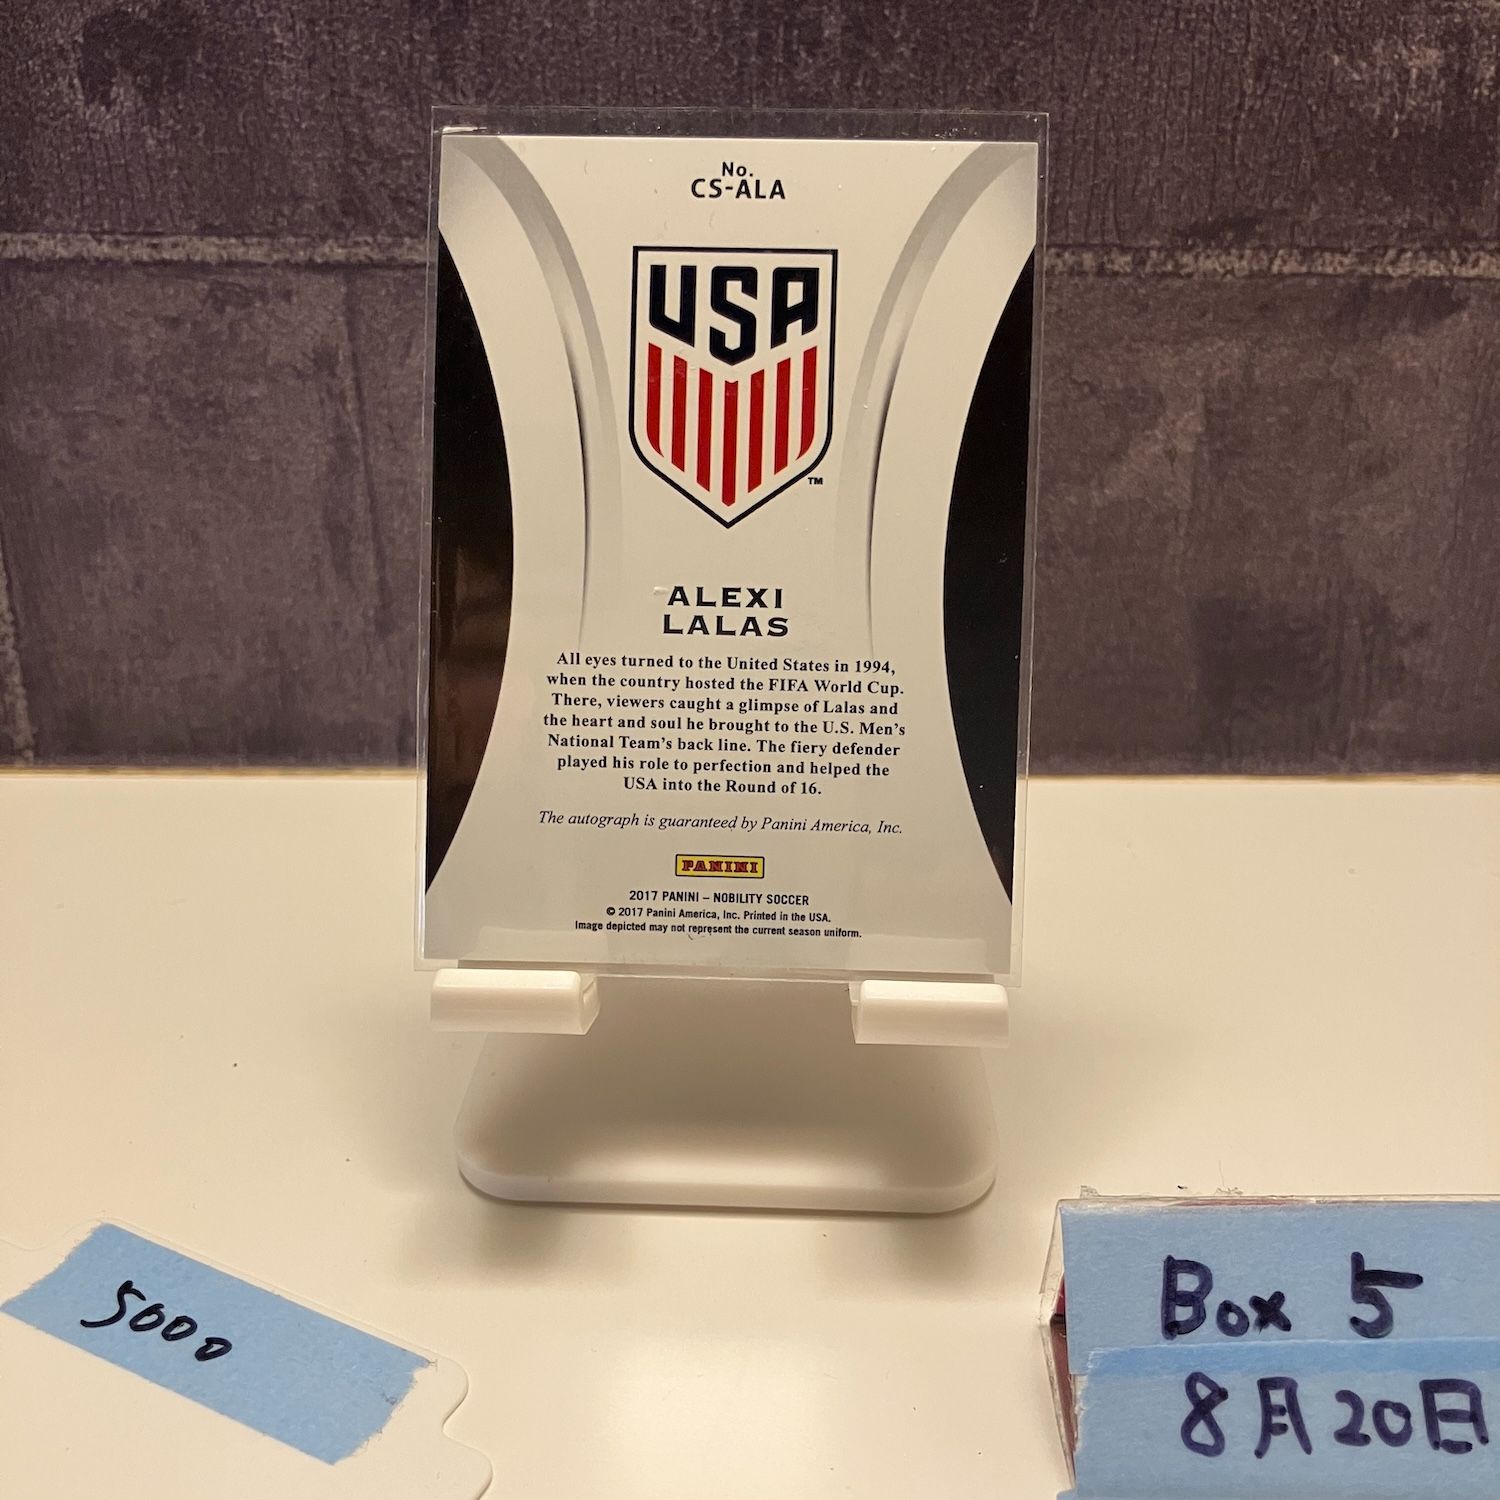 No.
CS-ALA
USA
TM
ALEXI
LALAS
All eyes turned to the United States in 1994,
when the country hosted the FIFA World Cup.
There, viewers caught a glimpse of Lalas and
the heart and soul he brought to the U.S. Men's
National Team's back line. The fiery defender
played his role to perfection and helped the
USA into the Round of 16.
The autograph is guaranteed by Panini America, Inc.
PANINI
2017 PANINI – NOBILITY SOCCER
© 2017 Panini America, Inc. Printed in the USA.
Image depicted may not represent the current season uniform.
5000
Box 5
8月20日